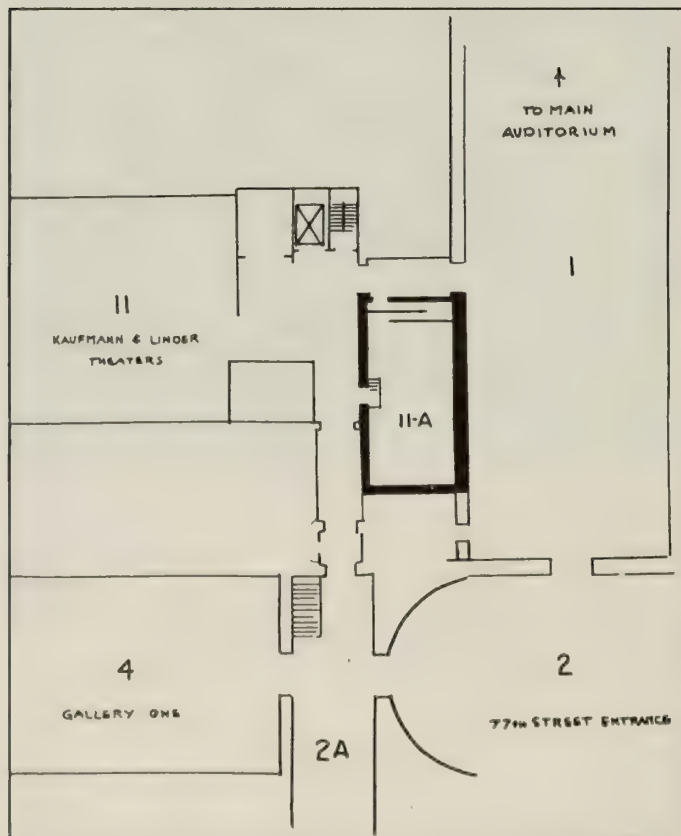 TO MAIN
AUDITORIUM
1
11
KAUFMANN & LINDER
THEATERS
11-A
4
GALLERY ONE
2
77TH STREET ENTRANCE
2A